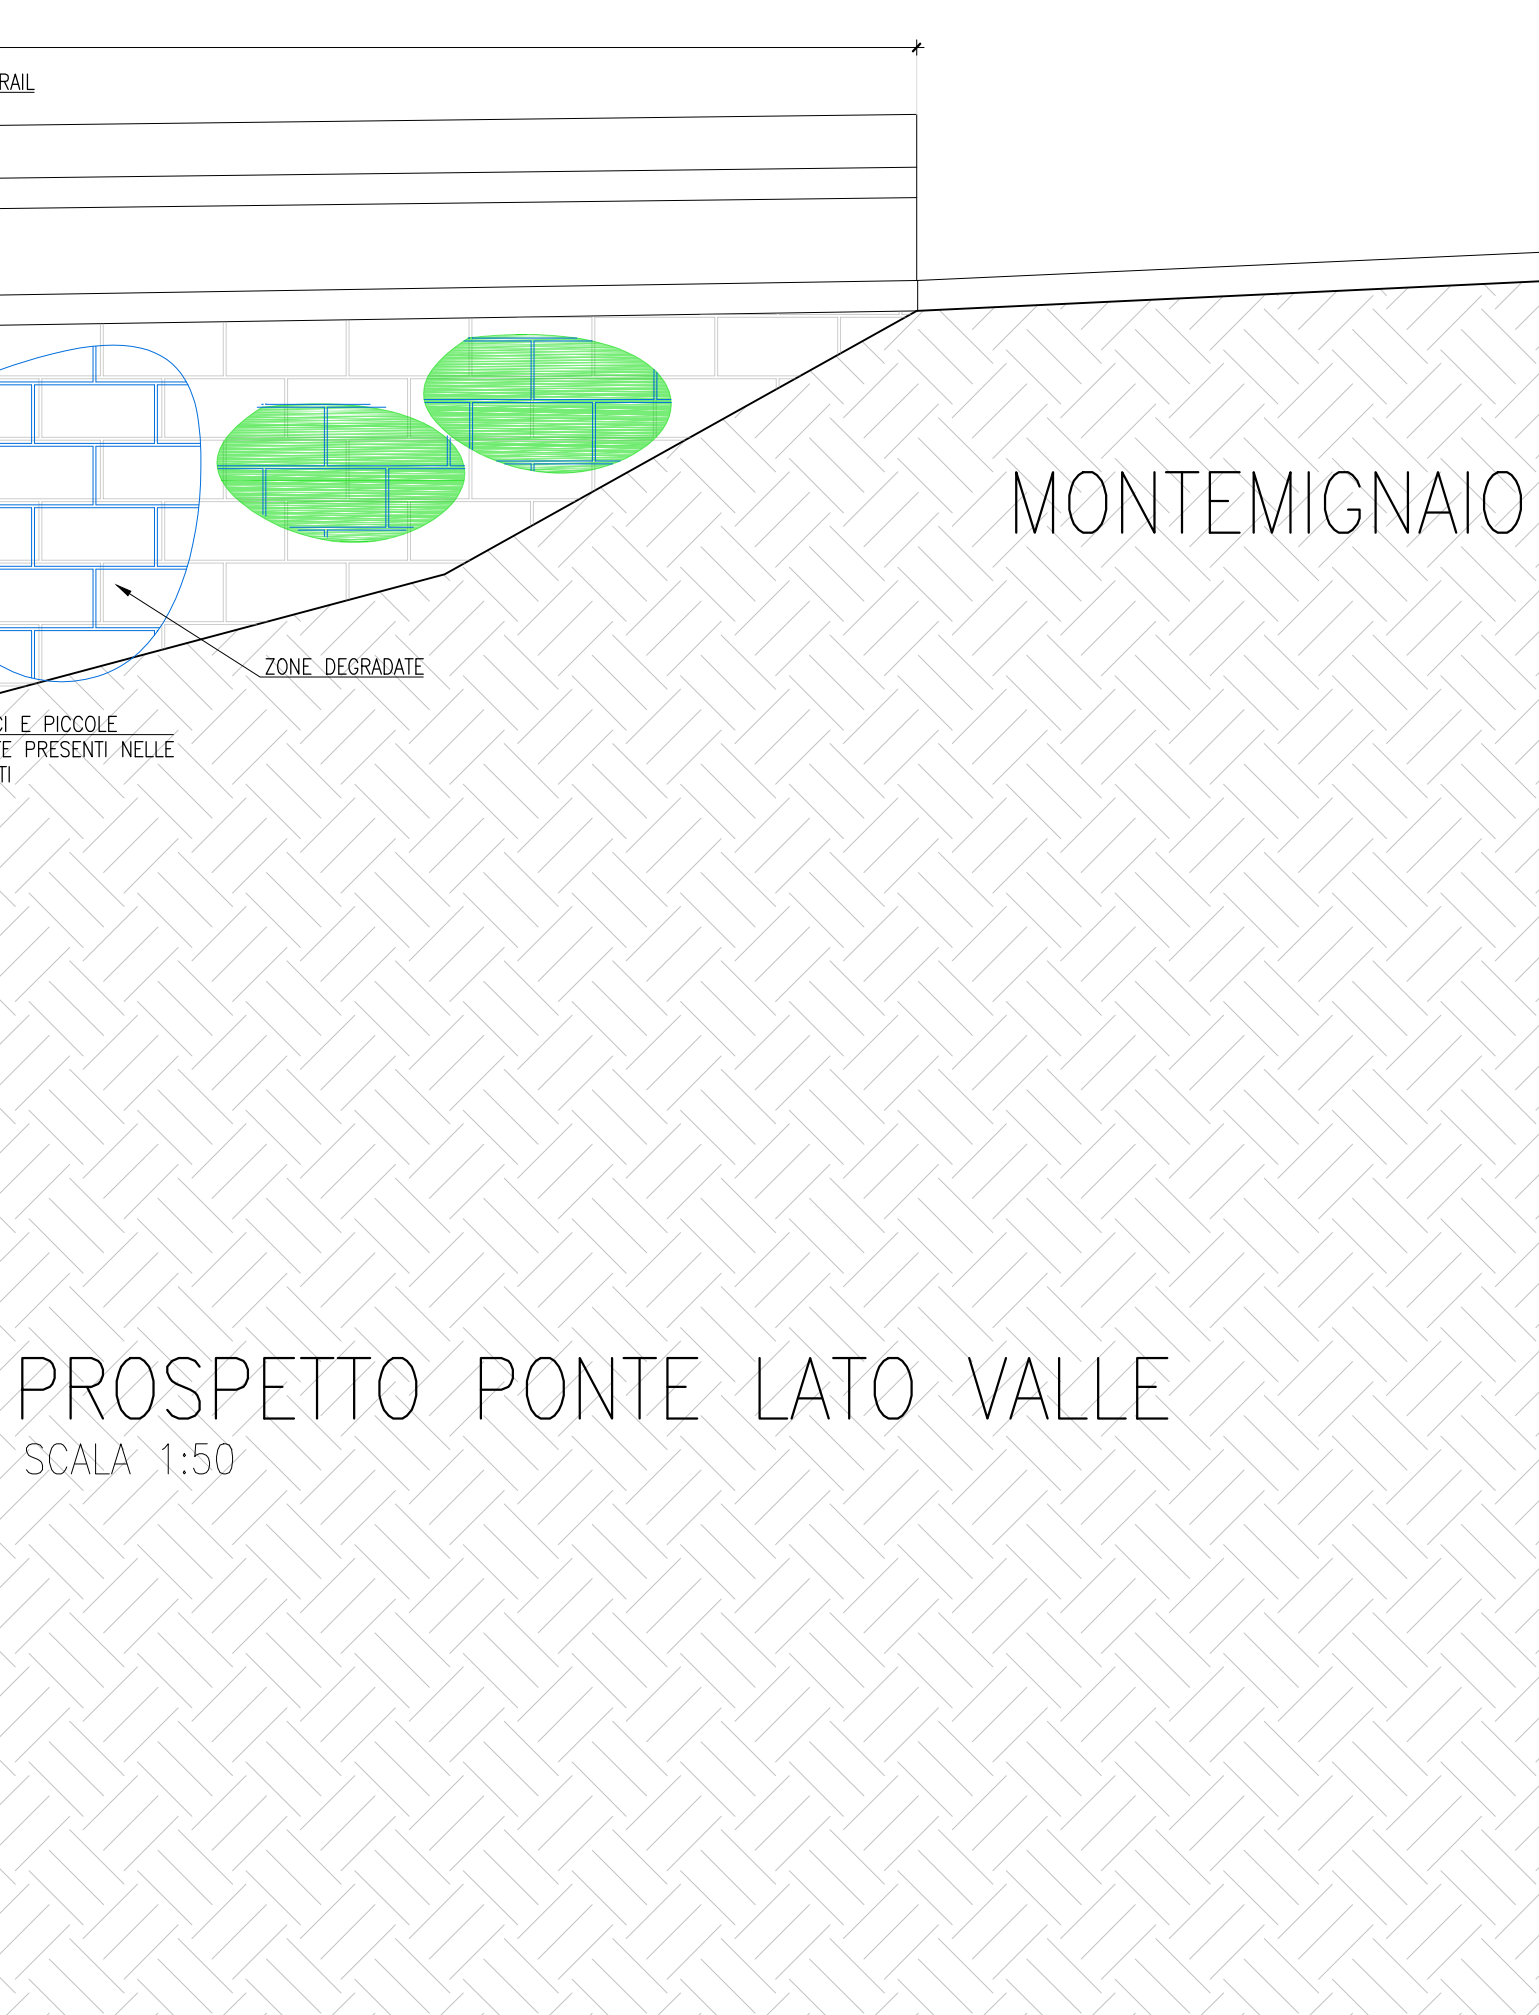 RAIL
MONTEMIGNAIO
ZONE DEGRADATE
E PICCOLE
PRESENTI NELLE
PROSPETTO PONTE LATO VALLE
SCALA 1:50